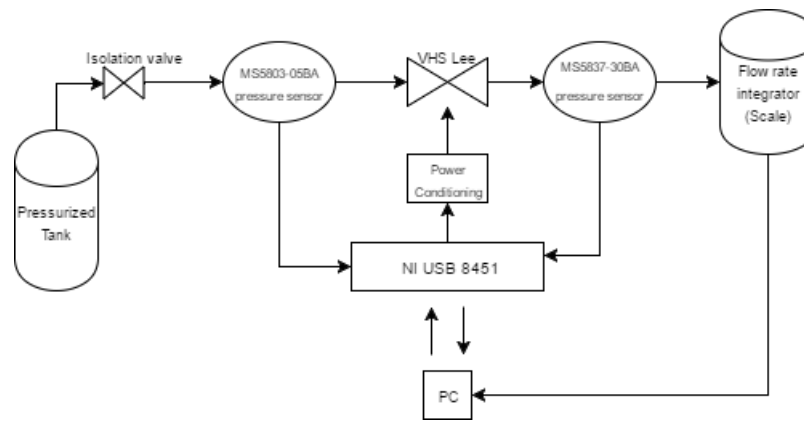 Isolation valve
VHS Lee
MS5803-05BA
pressure sensor
MS5837-30BA
pressure sensor
Flow rate
integrator
(Scale)
Pressurized
Tank
Power
Conditioning
NI USB 8451
PC